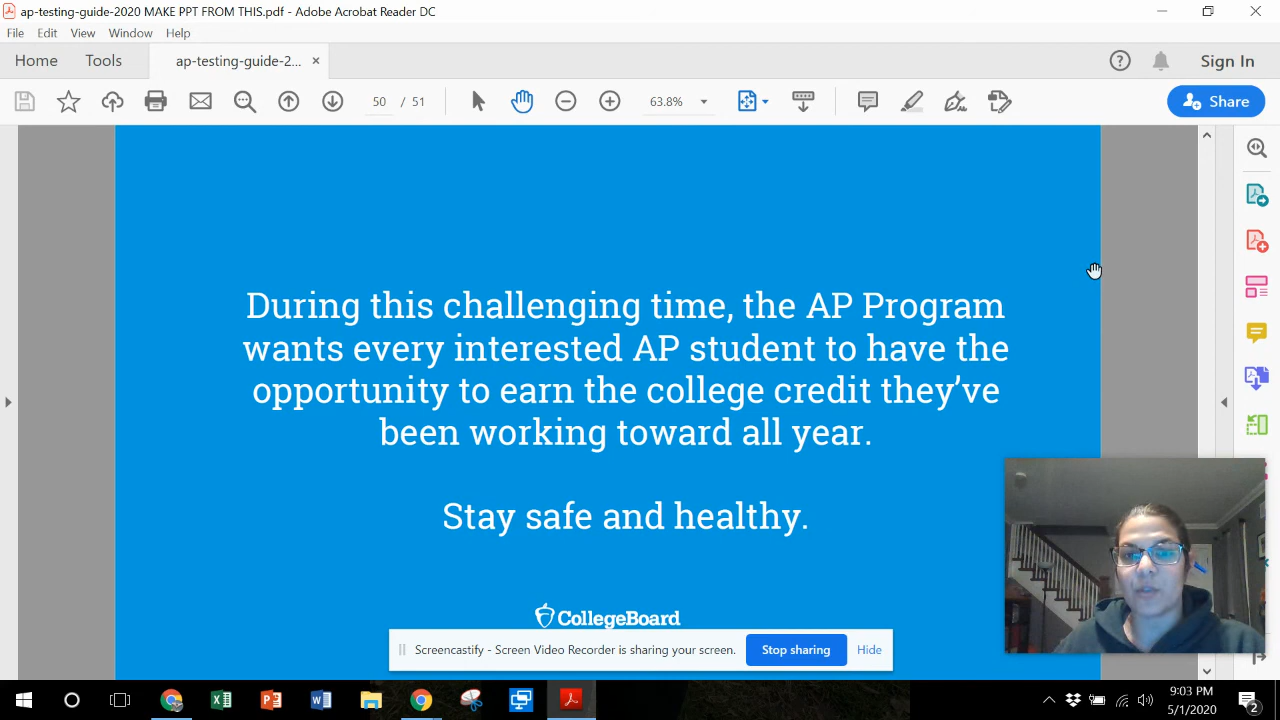 ap-testing-guide-2020 MAKE PPT FROM THIS.pdf - Adobe Acrobat Reader DC
File Edit View Window Help
Home Tools ap-testing-guide-2... × ? Sign In
50 / 51 63.8% Share
During this challenging time, the AP Program
wants every interested AP student to have the
opportunity to earn the college credit they’ve
been working toward all year.
Stay safe and healthy.
CollegeBoard
Screencastify - Screen Video Recorder is sharing your screen. Stop sharing Hide
9:03 PM
5/1/2020
2